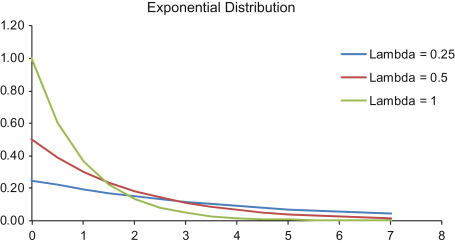 Exponential Distribution
1.20
1.00
0.80
0.60
0.40
0.20
0.00
0 1 2 3 4 5 6 7 8
Lambda = 0.25
Lambda = 0.5
Lambda = 1